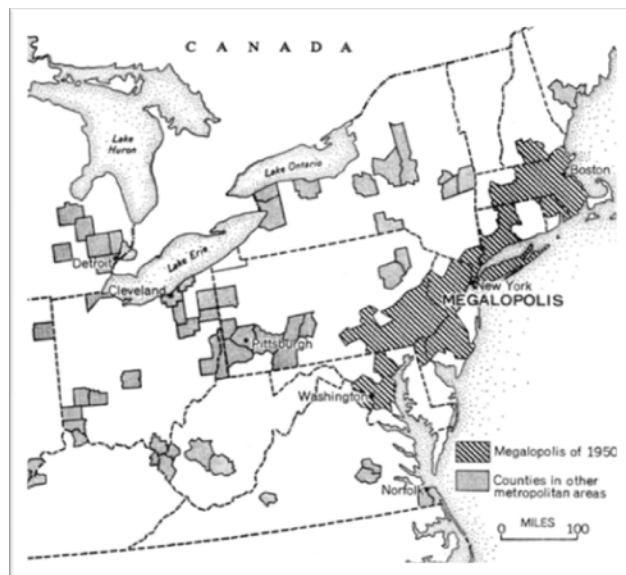 CANADA
Lake
Huron
Lake Ontario
Boston
Lake Erie
Detroit
Cleveland
New York
MEGALOPOLIS
Pittsburgh
Washington
Norfolk
Megalopolis of 1950
Counties in other
metropolitan areas
MILES
0 100